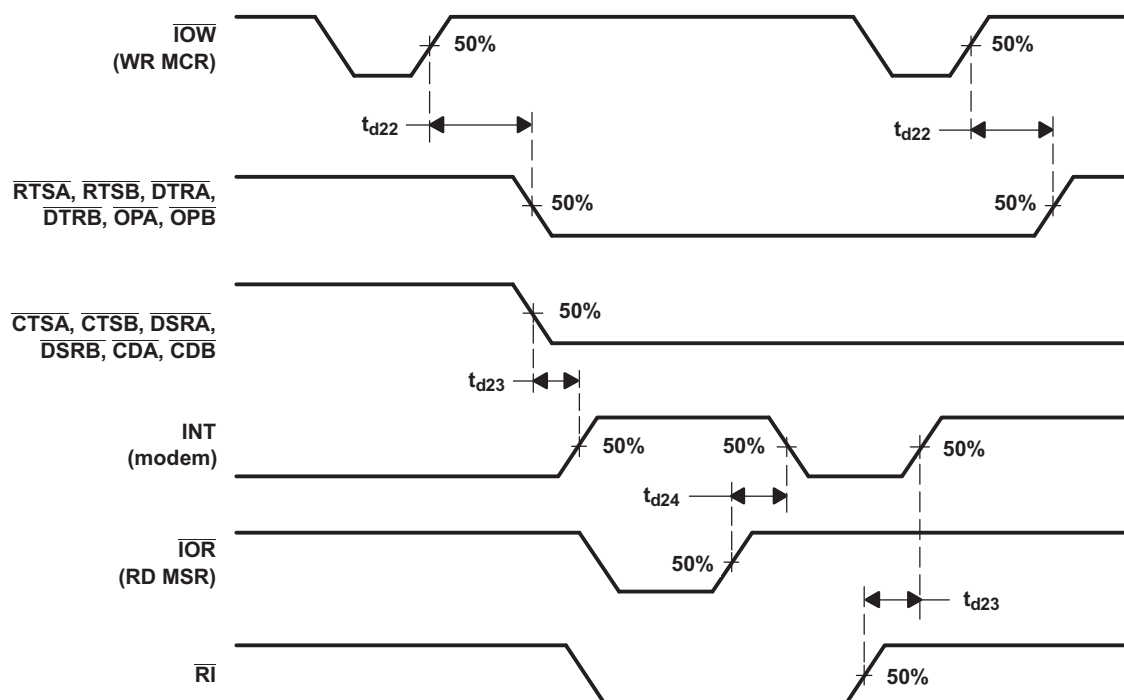 IOW
(WR MCR)
50%
50%
td22
td22
RTSA, RTSB, DTRA,
DTRB, OPA, OPB
50%
50%
CTSA, CTSB, DSRA,
DSRB, CDA, CDB
50%
td23
INT
(modem)
50%
50%
50%
td24
IOR
(RD MSR)
50%
td23
RI
50%